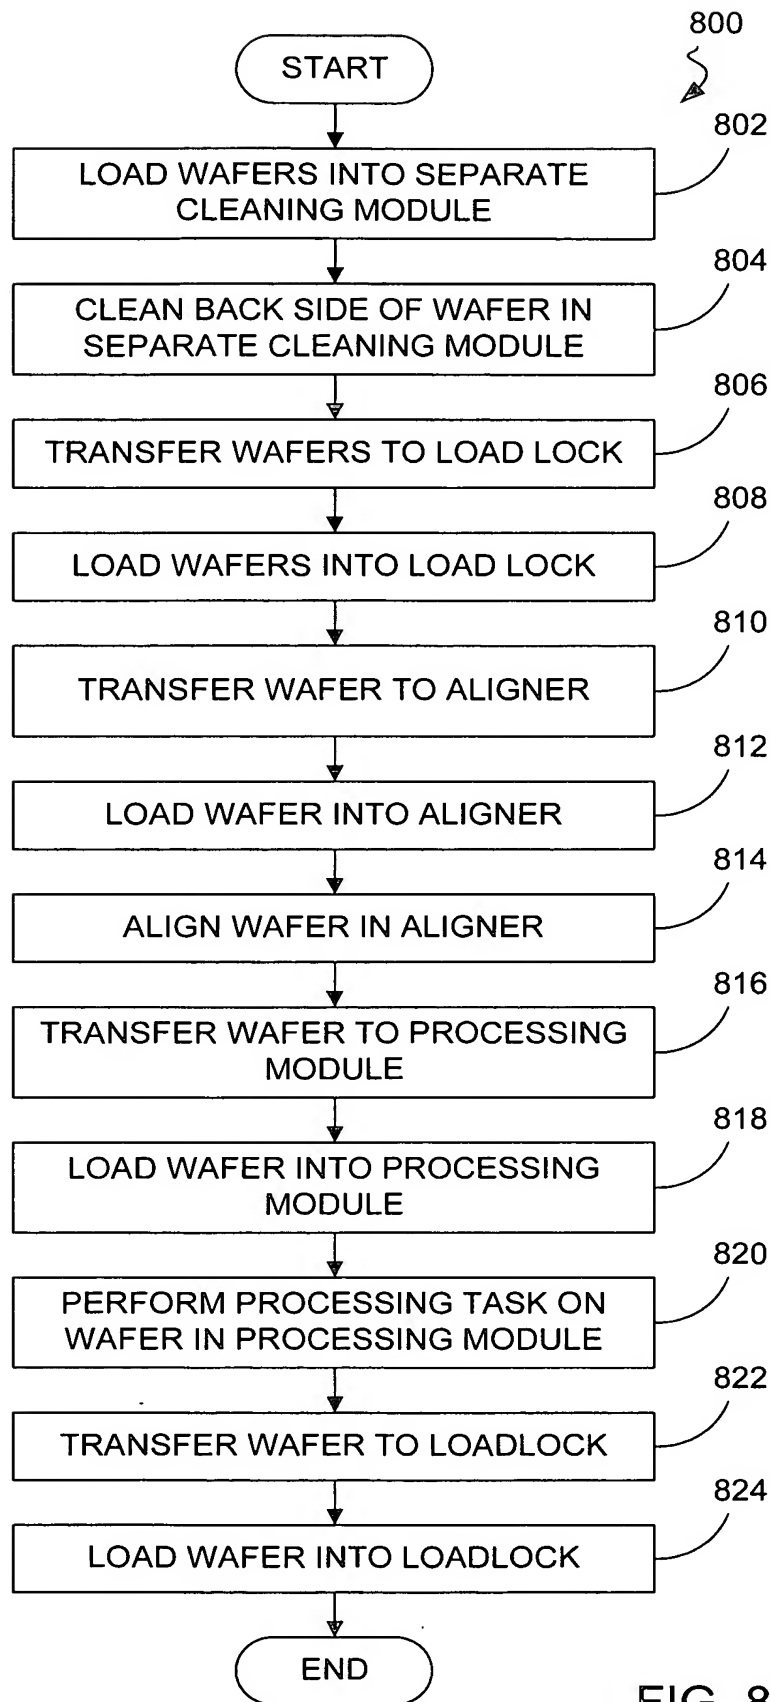 800
START
802
LOAD WAFERS INTO SEPARATE
CLEANING MODULE
804
CLEAN BACK SIDE OF WAFER IN
SEPARATE CLEANING MODULE
806
TRANSFER WAFERS TO LOAD LOCK
808
LOAD WAFERS INTO LOAD LOCK
810
TRANSFER WAFER TO ALIGNER
812
LOAD WAFER INTO ALIGNER
814
ALIGN WAFER IN ALIGNER
816
TRANSFER WAFER TO PROCESSING
MODULE
818
LOAD WAFER INTO PROCESSING
MODULE
820
PERFORM PROCESSING TASK ON
WAFER IN PROCESSING MODULE
822
TRANSFER WAFER TO LOADLOCK
824
LOAD WAFER INTO LOADLOCK
END
FIG. 8